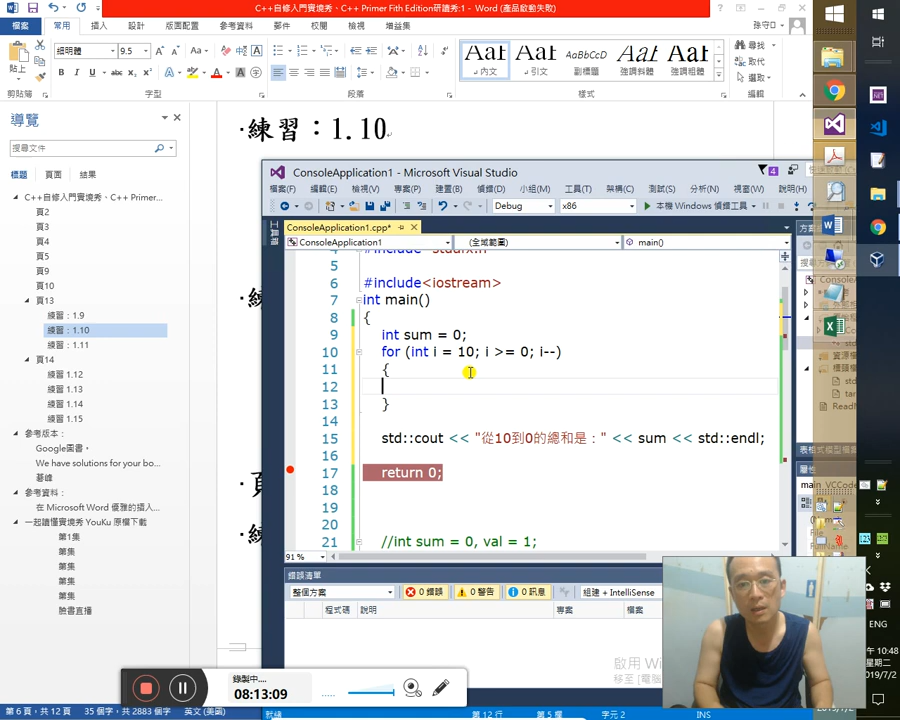 C++自修入門實境秀、C++ Primer Fith Edition研讀秀:1 - Word (產品啟動失敗)
檔案 常用 插入 設計 版面配置 參考資料 郵件 校閱 檢視 增益集
孫守口
細明體 9.5
貼上
剪貼簿 字型 段落 樣式 編輯
AaI AaI AaBbCcD AaI AaI
內文 引文 副標題 強調斜體 強調粗體
尋找
取代
選取
導覽
搜尋文件
標題 頁面 結果
C++自修入門實境秀、C++ Primer...
頁2
頁3
頁4
頁5
頁9
頁10
頁13
練習：1.9
練習：1.10
練習：1.11
頁14
練習：1.12
練習：1.13
練習：1.14
練習：1.15
參考版本：
Google圖書。
We have solutions for your bo...
參考資料：
在 Microsoft Word 優雅的插入...
一起讀懂實境秀 YouKu 原檔下載
第1集
第集
第集
第集
第集
臉書直播
練習：1.10
ConsoleApplication1 - Microsoft Visual Studio
檔案(F) 編輯(E) 檢視(V) 專案(P) 建置(B) 偵錯(D) 小組(M) 工具(T) 架構(C) 測試(S) 分析(N) 視窗(W) 說明(H)
Debug x86 本機 Windows 偵錯工具
ConsoleApplication1.cpp*
ConsoleApplication1 (全域範圍) main()
5
6 #include<iostream>
7 int main()
8 {
9 int sum = 0;
10 for (int i = 10; i >= 0; i--)
11 {
12
13 }
14
15 std::cout << "從10到0的總和是：" << sum << std::endl;
16
17 return 0;
18
19
20
21 //int sum = 0, val = 1;
91 %
錯誤清單
整個方案 0 錯誤 0 警告 0 訊息 組建 + IntelliSense
程式碼 說明 專案 檔案
錄製中....
08:13:09
就緒 第 12 行 第 5 欄 字元 2 INS
第 6 頁，共 12 頁 35 個字，共 2883 個字 英文 (美國)
ENG